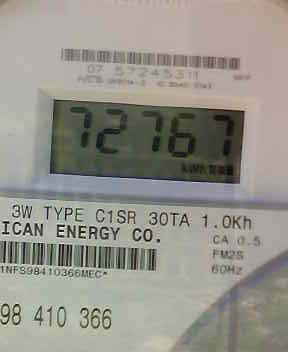 07 57245311
72767
3W TYPE C1SR 30TA 1.0Kh
ICAN ENERGY CO.
CA 0.5
FM2S
60Hz
1NFS98410366MEC*
98 410 366